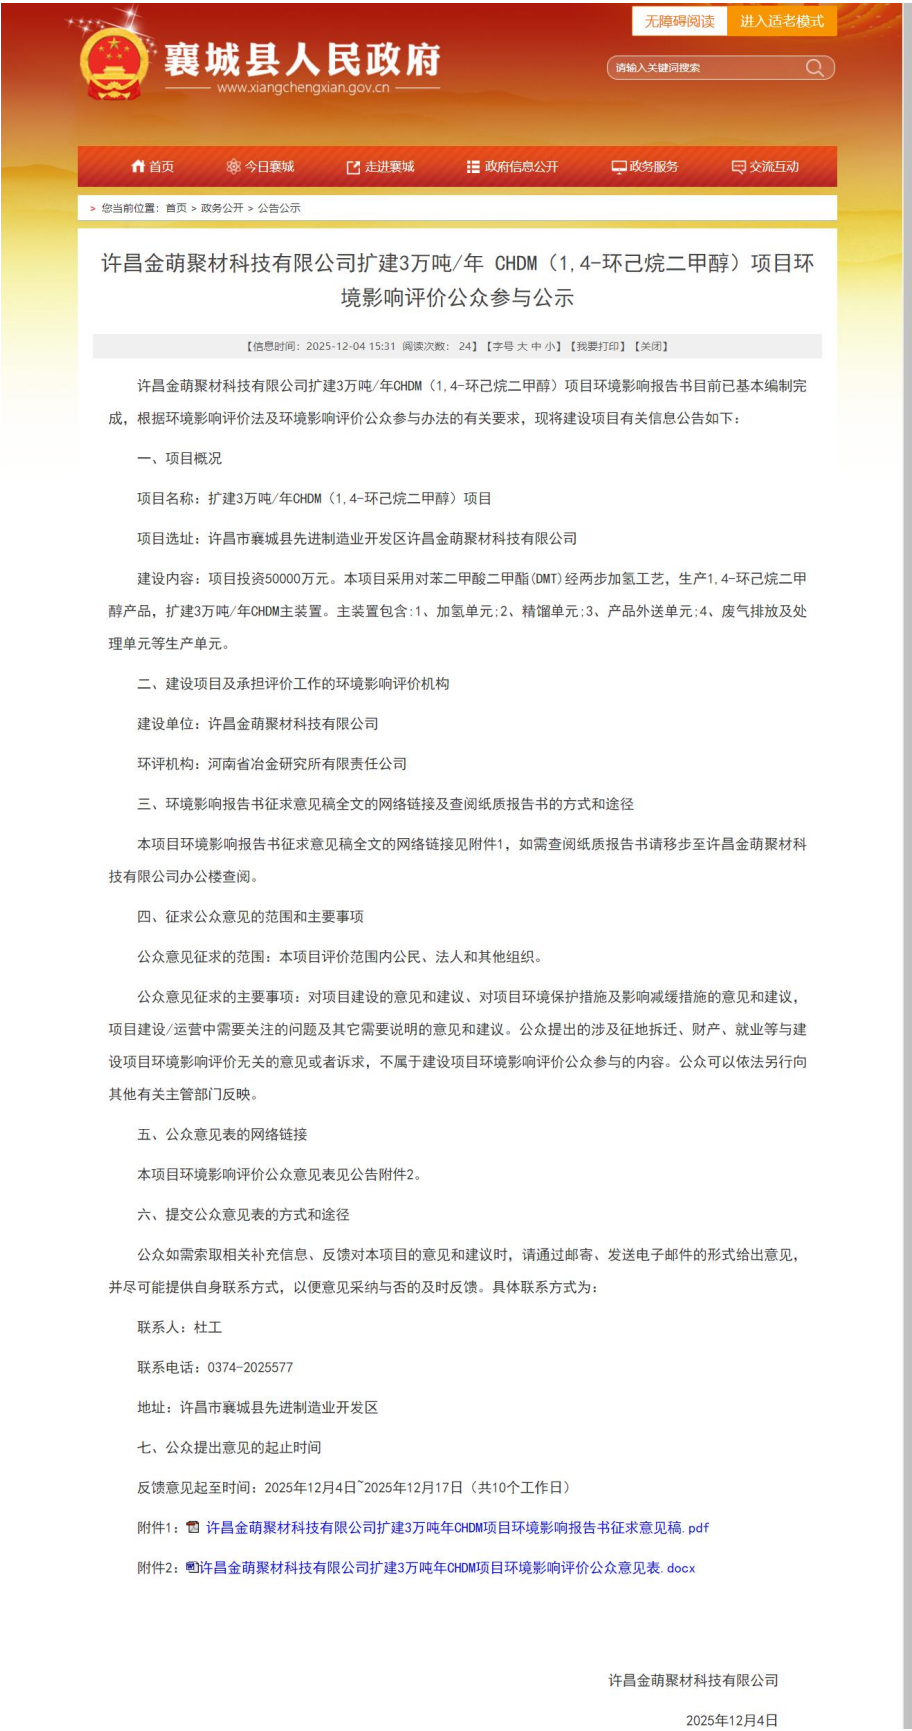 无障碍阅读 进入适老模式
襄城县人民政府
www.xiangchengxian.gov.cn
请输入关键词搜索
首页 今日襄城 走进襄城 政府信息公开 政务服务 交流互动
> 您当前位置：首页 > 政务公开 > 公告公示
许昌金萌聚材科技有限公司扩建3万吨/年 CHDM（1,4-环己烷二甲醇）项目环
境影响评价公众参与公示
【信息时间：2025-12-04 15:31 阅读次数： 24】【字号 大 中 小】【我要打印】【关闭】
许昌金萌聚材科技有限公司扩建3万吨/年CHDM（1,4-环己烷二甲醇）项目环境影响报告书目前已基本编制完
成，根据环境影响评价法及环境影响评价公众参与办法的有关要求，现将建设项目有关信息公告如下：
一、项目概况
项目名称：扩建3万吨/年CHDM（1,4-环己烷二甲醇）项目
项目选址：许昌市襄城县先进制造业开发区许昌金萌聚材科技有限公司
建设内容：项目投资50000万元。本项目采用对苯二甲酸二甲酯(DMT)经两步加氢工艺，生产1,4-环己烷二甲
醇产品，扩建3万吨/年CHDM主装置。主装置包含:1、加氢单元;2、精馏单元;3、产品外送单元;4、废气排放及处
理单元等生产单元。
二、建设项目及承担评价工作的环境影响评价机构
建设单位：许昌金萌聚材科技有限公司
环评机构：河南省冶金研究所有限责任公司
三、环境影响报告书征求意见稿全文的网络链接及查阅纸质报告书的方式和途径
本项目环境影响报告书征求意见稿全文的网络链接见附件1，如需查阅纸质报告书请移步至许昌金萌聚材科
技有限公司办公楼查阅。
四、征求公众意见的范围和主要事项
公众意见征求的范围：本项目评价范围内公民、法人和其他组织。
公众意见征求的主要事项：对项目建设的意见和建议、对项目环境保护措施及影响减缓措施的意见和建议，
项目建设/运营中需要关注的问题及其它需要说明的意见和建议。公众提出的涉及征地拆迁、财产、就业等与建
设项目环境影响评价无关的意见或者诉求，不属于建设项目环境影响评价公众参与的内容。公众可以依法另行向
其他有关主管部门反映。
五、公众意见表的网络链接
本项目环境影响评价公众意见表见公告附件2。
六、提交公众意见表的方式和途径
公众如需索取相关补充信息、反馈对本项目的意见和建议时，请通过邮寄、发送电子邮件的形式给出意见，
并尽可能提供自身联系方式，以便意见采纳与否的及时反馈。具体联系方式为：
联系人：杜工
联系电话：0374-2025577
地址：许昌市襄城县先进制造业开发区
七、公众提出意见的起止时间
反馈意见起至时间：2025年12月4日~2025年12月17日（共10个工作日）
附件1：许昌金萌聚材科技有限公司扩建3万吨年CHDM项目环境影响报告书征求意见稿.pdf
附件2：许昌金萌聚材科技有限公司扩建3万吨年CHDM项目环境影响评价公众意见表.docx
许昌金萌聚材科技有限公司
2025年12月4日